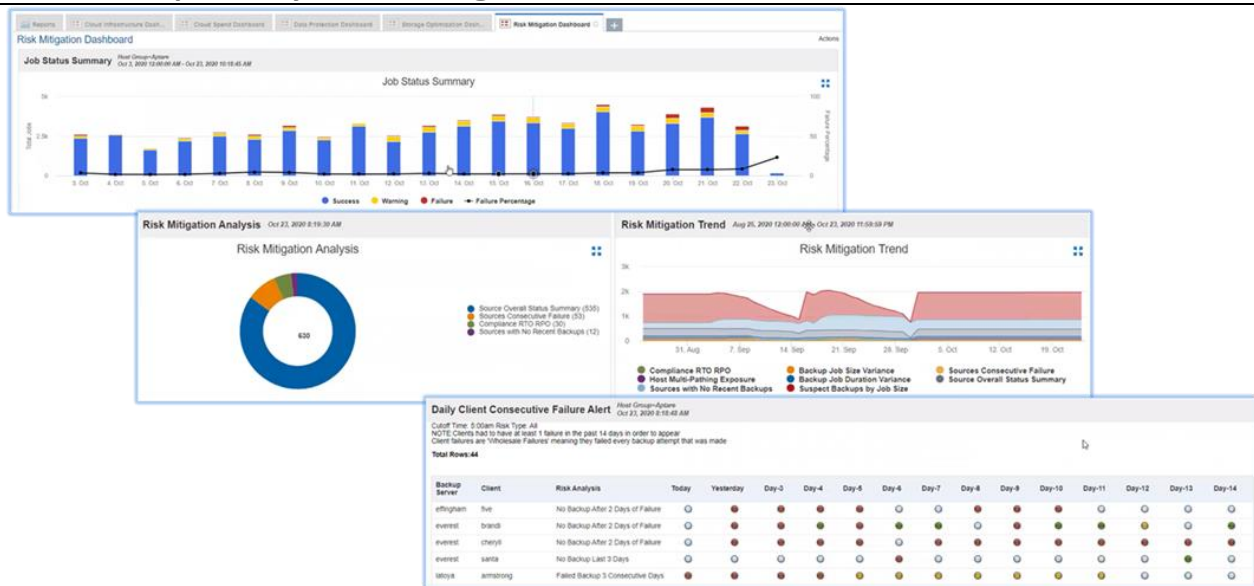 Reports Cloud Infrastructure Dash... Cloud Spend Dashboard Data Protection Dashboard Storage Optimization Dash... Risk Mitigation Dashboard
Risk Mitigation Dashboard Actions
Job Status Summary Host Group=Aptare
Oct 3, 2020 12:00:00 AM - Oct 23, 2020 10:18:45 AM
Job Status Summary
5k 100
Total Jobs 2.5k 50 Failure Percentage
0 0
3. Oct 4. Oct 5. Oct 6. Oct 7. Oct 8. Oct 9. Oct 10. Oct 11. Oct 12. Oct 13. Oct 14. Oct 15. Oct 16. Oct 17. Oct 18. Oct 19. Oct 20. Oct 21. Oct 22. Oct 23. Oct
Success Warning Failure Failure Percentage
Risk Mitigation Analysis Oct 23, 2020 8:19:39 AM
Risk Mitigation Analysis
630
Source Overall Status Summary (535)
Sources Consecutive Failure (53)
Compliance RTO RPO (30)
Sources with No Recent Backups (12)
Risk Mitigation Trend Aug 25, 2020 12:00:00 AM - Oct 23, 2020 11:59:59 PM
Risk Mitigation Trend
3k
2k
1k
0
31. Aug 7. Sep 14. Sep 21. Sep 28. Sep 5. Oct 12. Oct 19. Oct
Compliance RTO RPO Backup Job Size Variance Sources Consecutive Failure
Host Multi-Pathing Exposure Backup Job Duration Variance Source Overall Status Summary
Sources with No Recent Backups Suspect Backups by Job Size
Daily Client Consecutive Failure Alert Host Group=Aptare
Oct 23, 2020 8:18:48 AM
Cutoff Time: 5:00am Risk Type: All
NOTE:Clients had to have at least 1 failure in the past 14 days in order to appear
Client failures are 'Wholesale Failures' meaning they failed every backup attempt that was made
Total Rows:44
Backup Server Client Risk Analysis Today Yesterday Day-3 Day-4 Day-5 Day-6 Day-7 Day-8 Day-9 Day-10 Day-11 Day-12 Day-13 Day-14
effingham five No Backup After 2 Days of Failure
everest brandi No Backup After 2 Days of Failure
everest cheryli No Backup After 2 Days of Failure
everest santa No Backup Last 3 Days
latoya armstrong Failed Backup 3 Consecutive Days